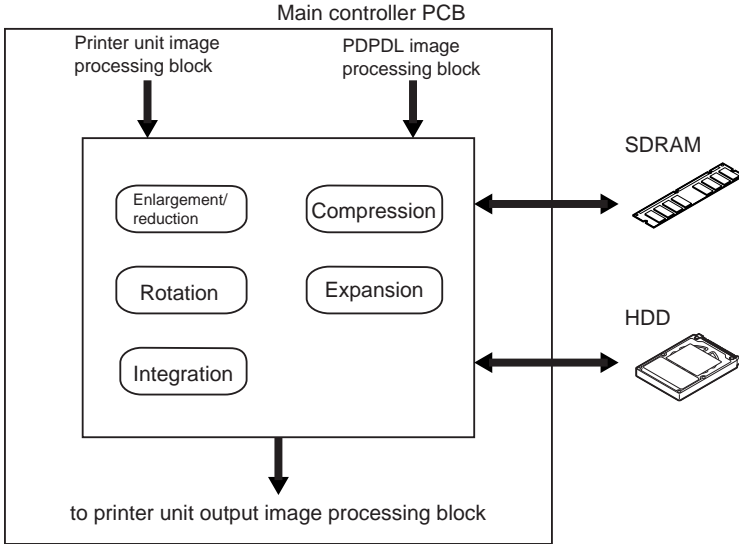 Main controller PCB
Printer unit image
processing block
PDPDL image
processing block
SDRAM
Enlargement/
reduction
Compression
Rotation
Expansion
HDD
Integration
to printer unit output image processing block